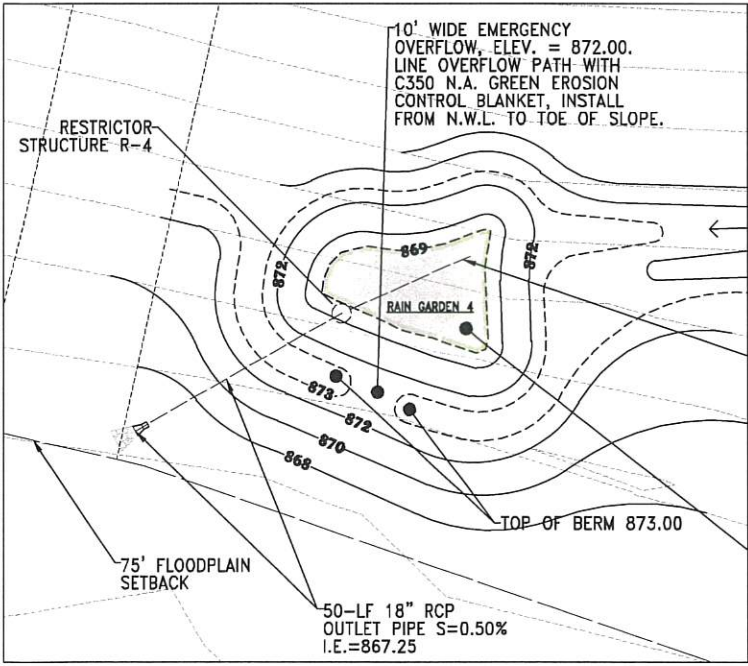 10' WIDE EMERGENCY
OVERFLOW, ELEV. = 872.00.
LINE OVERFLOW PATH WITH
C350 N.A. GREEN EROSION
CONTROL BLANKET, INSTALL
FROM N.W.L. TO TOE OF SLOPE.
RESTRICTOR
STRUCTURE R-4
869
872
872
RAIN GARDEN 4
873
872
870
868
TOP OF BERM 873.00
75' FLOODPLAIN
SETBACK
50-LF 18" RCP
OUTLET PIPE S=0.50%
I.E.=867.25